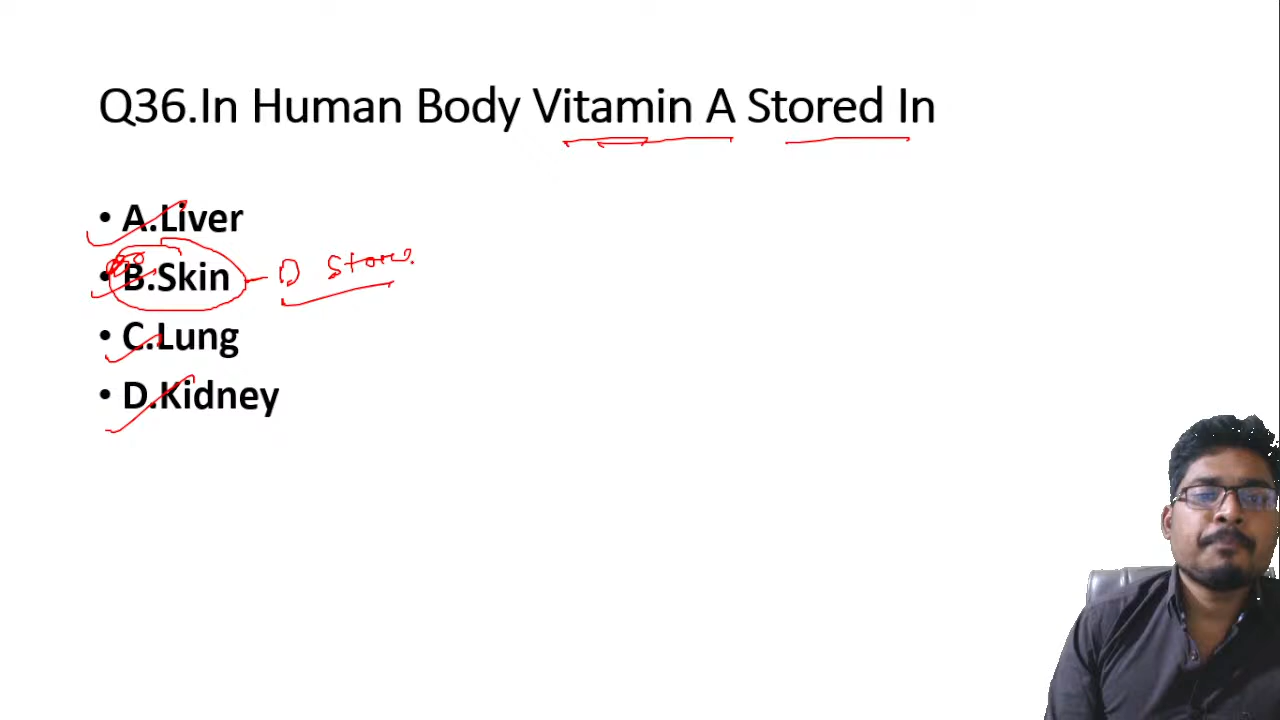 Q36.In Human Body Vitamin A Stored In
• A.Liver
• B.Skin
D Store
• C.Lung
• D.Kidney